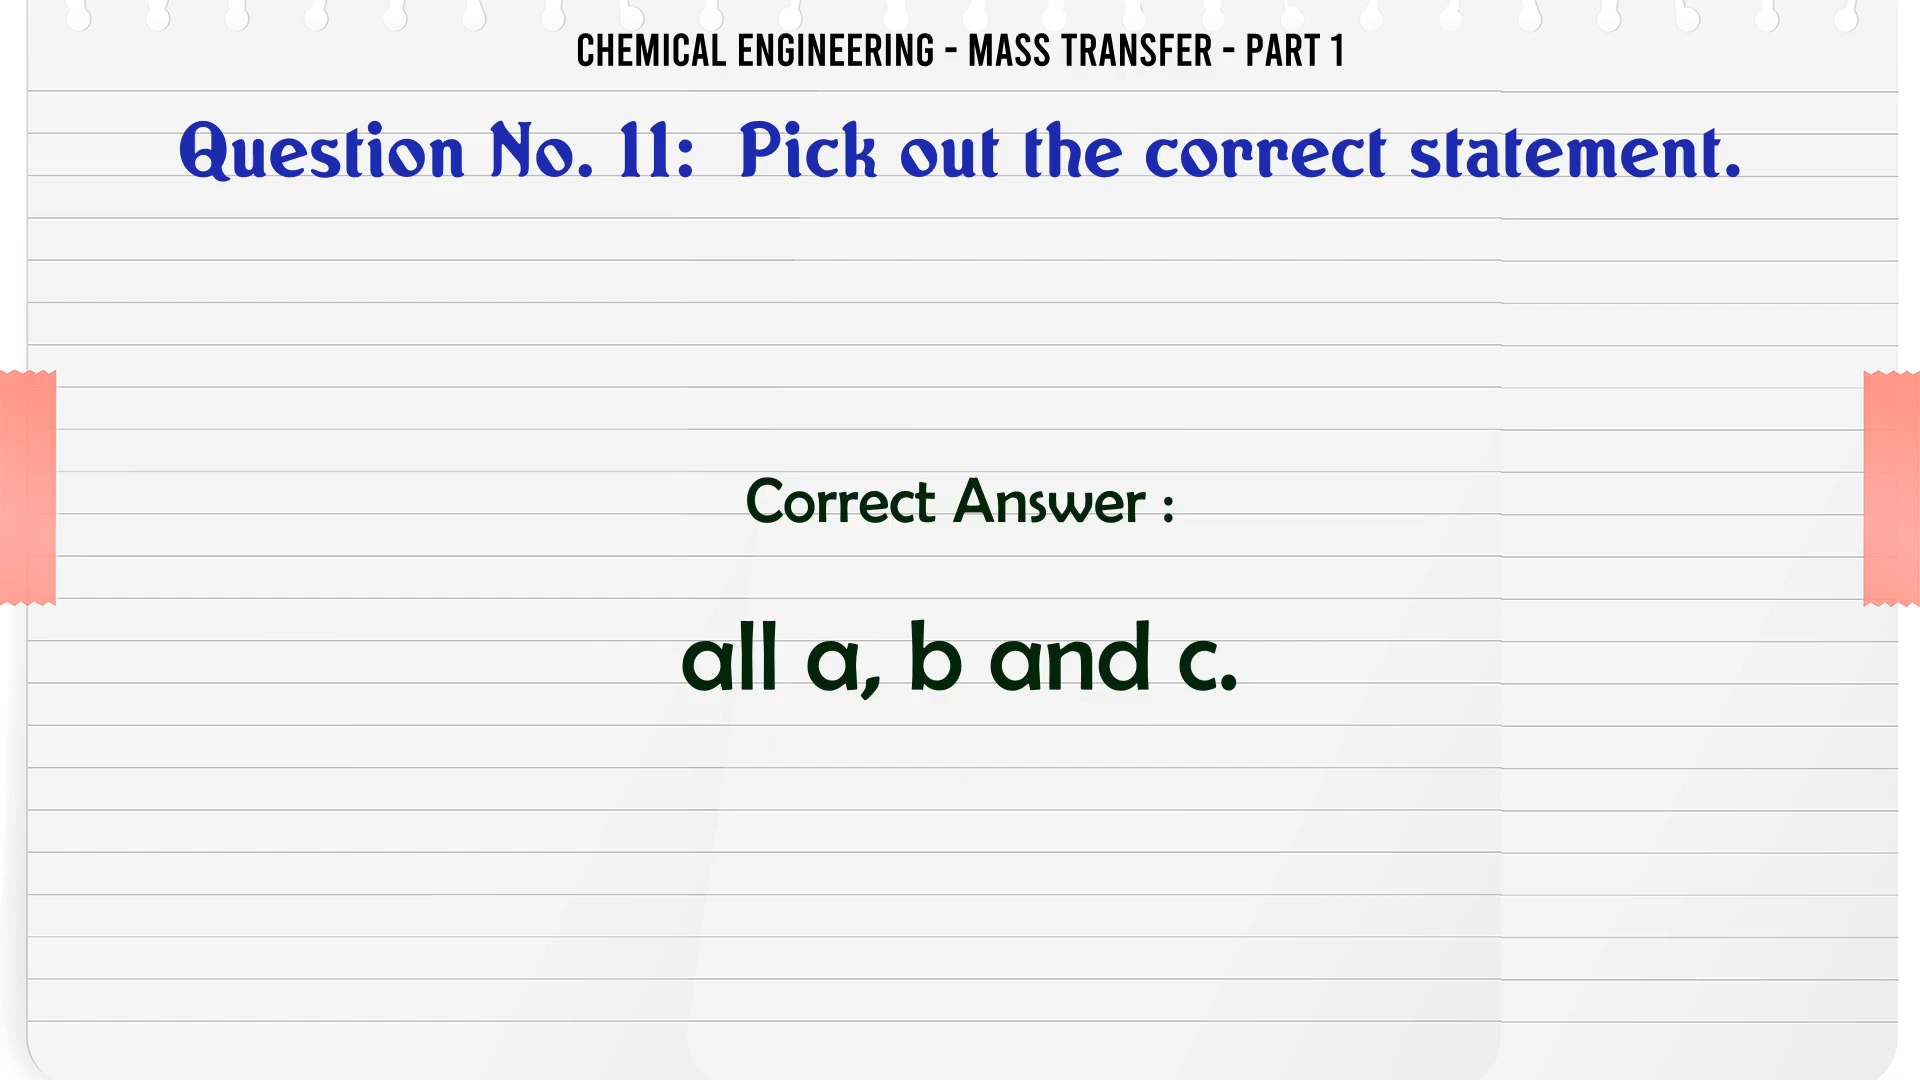 CHEMICAL ENGINEERING - MASS TRANSFER - PART 1
Question No. 11: Pick out the correct statement.
Correct Answer :
all a, b and c.